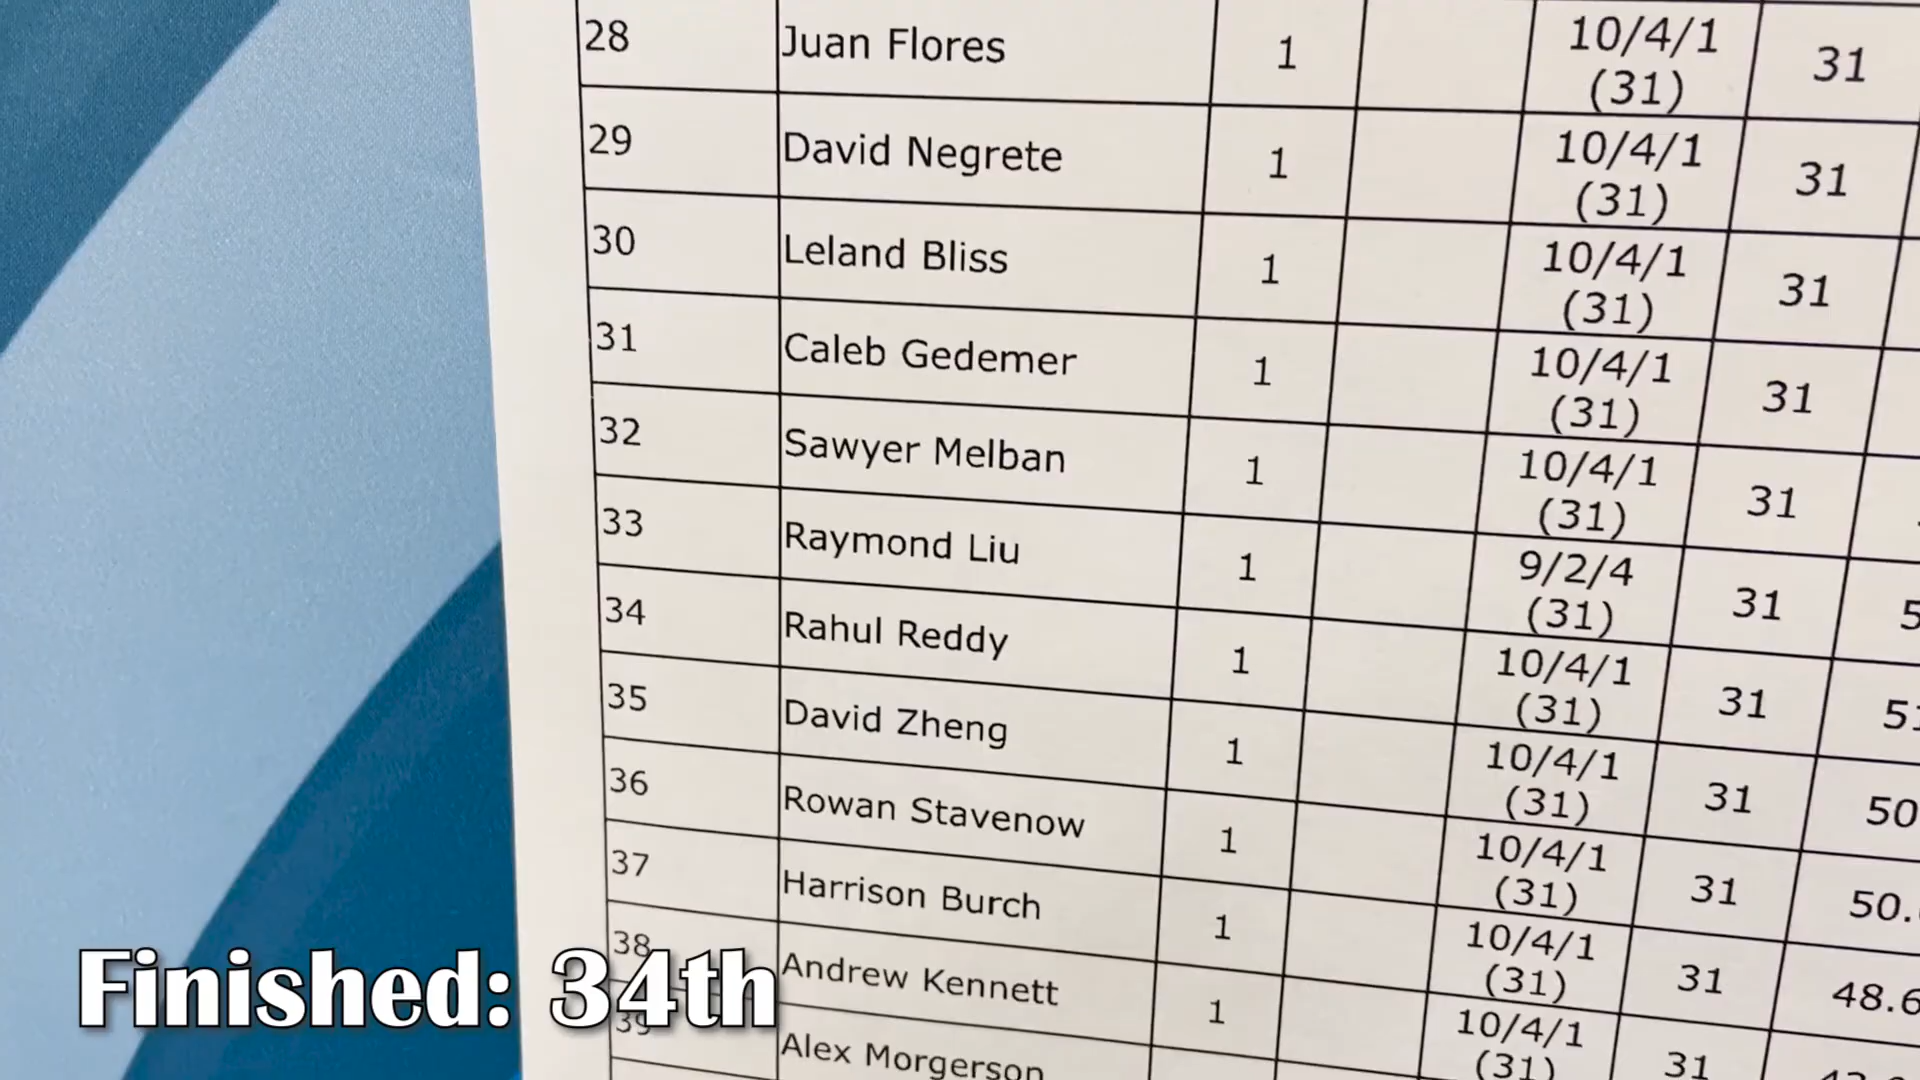 28 Juan Flores 1 10/4/1 (31) 31
29 David Negrete 1 10/4/1 (31) 31
30 Leland Bliss 1 10/4/1 (31) 31
31 Caleb Gedemer 1 10/4/1 (31) 31
32 Sawyer Melban 1 10/4/1 (31) 31
33 Raymond Liu 1 9/2/4 (31) 31
34 Rahul Reddy 1 10/4/1 (31) 31
35 David Zheng 1 10/4/1 (31) 31 50
36 Rowan Stavenow 1 10/4/1 (31) 31 50.
37 Harrison Burch 1 10/4/1 (31) 31 48.6
38 Andrew Kennett 1 10/4/1 (31) 31
39 Alex Morgerson
Finished: 34th